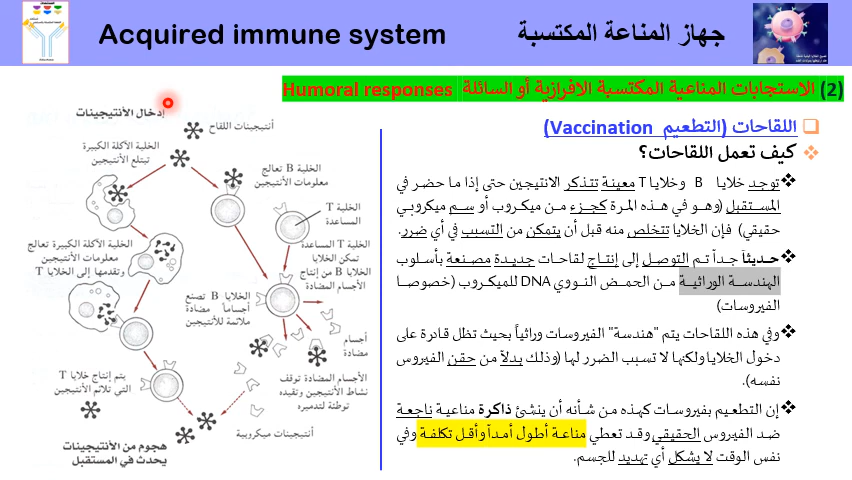 Acquired immune system
جهاز المناعة المكتسبة
(2) الاستجابات المناعية المكتسبة الافرازية أو السائلة Humoral responses
اللقاحات (التطعيم Vaccination)
كيف تعمل اللقاحات؟
توجد خلايا B وخلايا T معينة تتذكر الانتيجين حتى إذا ما حضر في
المستقبل (وهو في هذه المرة كجزء من ميكروب أو سم ميكروبي
حقيقي) فإن الخلايا تتخلص منه قبل أن يتمكن من التسبب في أي ضرر.
حديثاً جداً تم التوصل إلى إنتاج لقاحات جديدة مصنعة بأسلوب
الهندسة الوراثية من الحمض النووي DNA للميكروب (خصوصا
الفيروسات)
وفي هذه اللقاحات يتم "هندسة" الفيروسات وراثياً بحيث تظل قادرة على
دخول الخلايا ولكنها لا تسبب الضرر لها (وذلك بدلاً من حقن الفيروس
نفسه).
إن التطعيم بفيروسات كهذه من شأنه أن ينشئ ذاكرة مناعية ناجعة
ضد الفيروس الحقيقي وقد تعطي مناعة أطول أمداً وأقل تكلفة وفي
نفس الوقت لا يشكل أي تهديد للجسم.
إدخال الأنتيجينات
أنتيجينات اللقاح
الخلية الآكلة الكبيرة
تبتلع الأنتيجين
الخلية B تعالج
معلومات الأنتيجين
الخلية T
المساعدة
الخلية الآكلة الكبيرة تعالج
معلومات الأنتيجين
وتقدمها إلى الخلايا T
الخلية T المساعدة
تمكن الخلايا
الخلايا B من إنتاج
الأجسام المضادة
الخلايا B تصنع
أجساماً مضادة
ملائمة للأنتيجين
أجسام
مضادة
يتم إنتاج خلايا T
التي تلائم الأنتيجين
الأجسام المضادة توقف
نشاط الأنتيجين وتقيده
توطئة لتدميره
أنتيجينات ميكروبية
هجوم من الأنتيجينات
يحدث في المستقبل